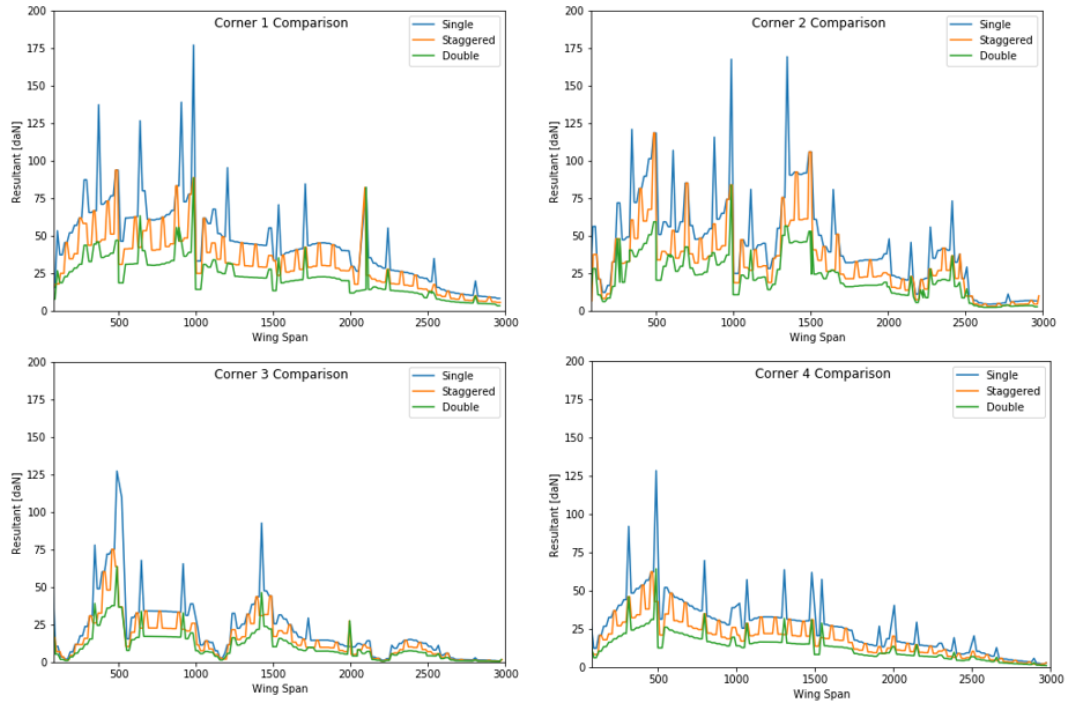 Corner 1 Comparison
Single
Staggered
Double
Resultant [daN]
200
175
150
125
100
75
50
25
0
500
1000
1500
2000
2500
3000
Wing Span
Corner 2 Comparison
Single
Staggered
Double
Resultant [daN]
200
175
150
125
100
75
50
25
0
500
1000
1500
2000
2500
3000
Wing Span
Corner 3 Comparison
Single
Staggered
Double
Resultant [daN]
200
175
150
125
100
75
50
25
0
500
1000
1500
2000
2500
3000
Wing Span
Corner 4 Comparison
Single
Staggered
Double
Resultant [daN]
200
175
150
125
100
75
50
25
0
500
1000
1500
2000
2500
3000
Wing Span